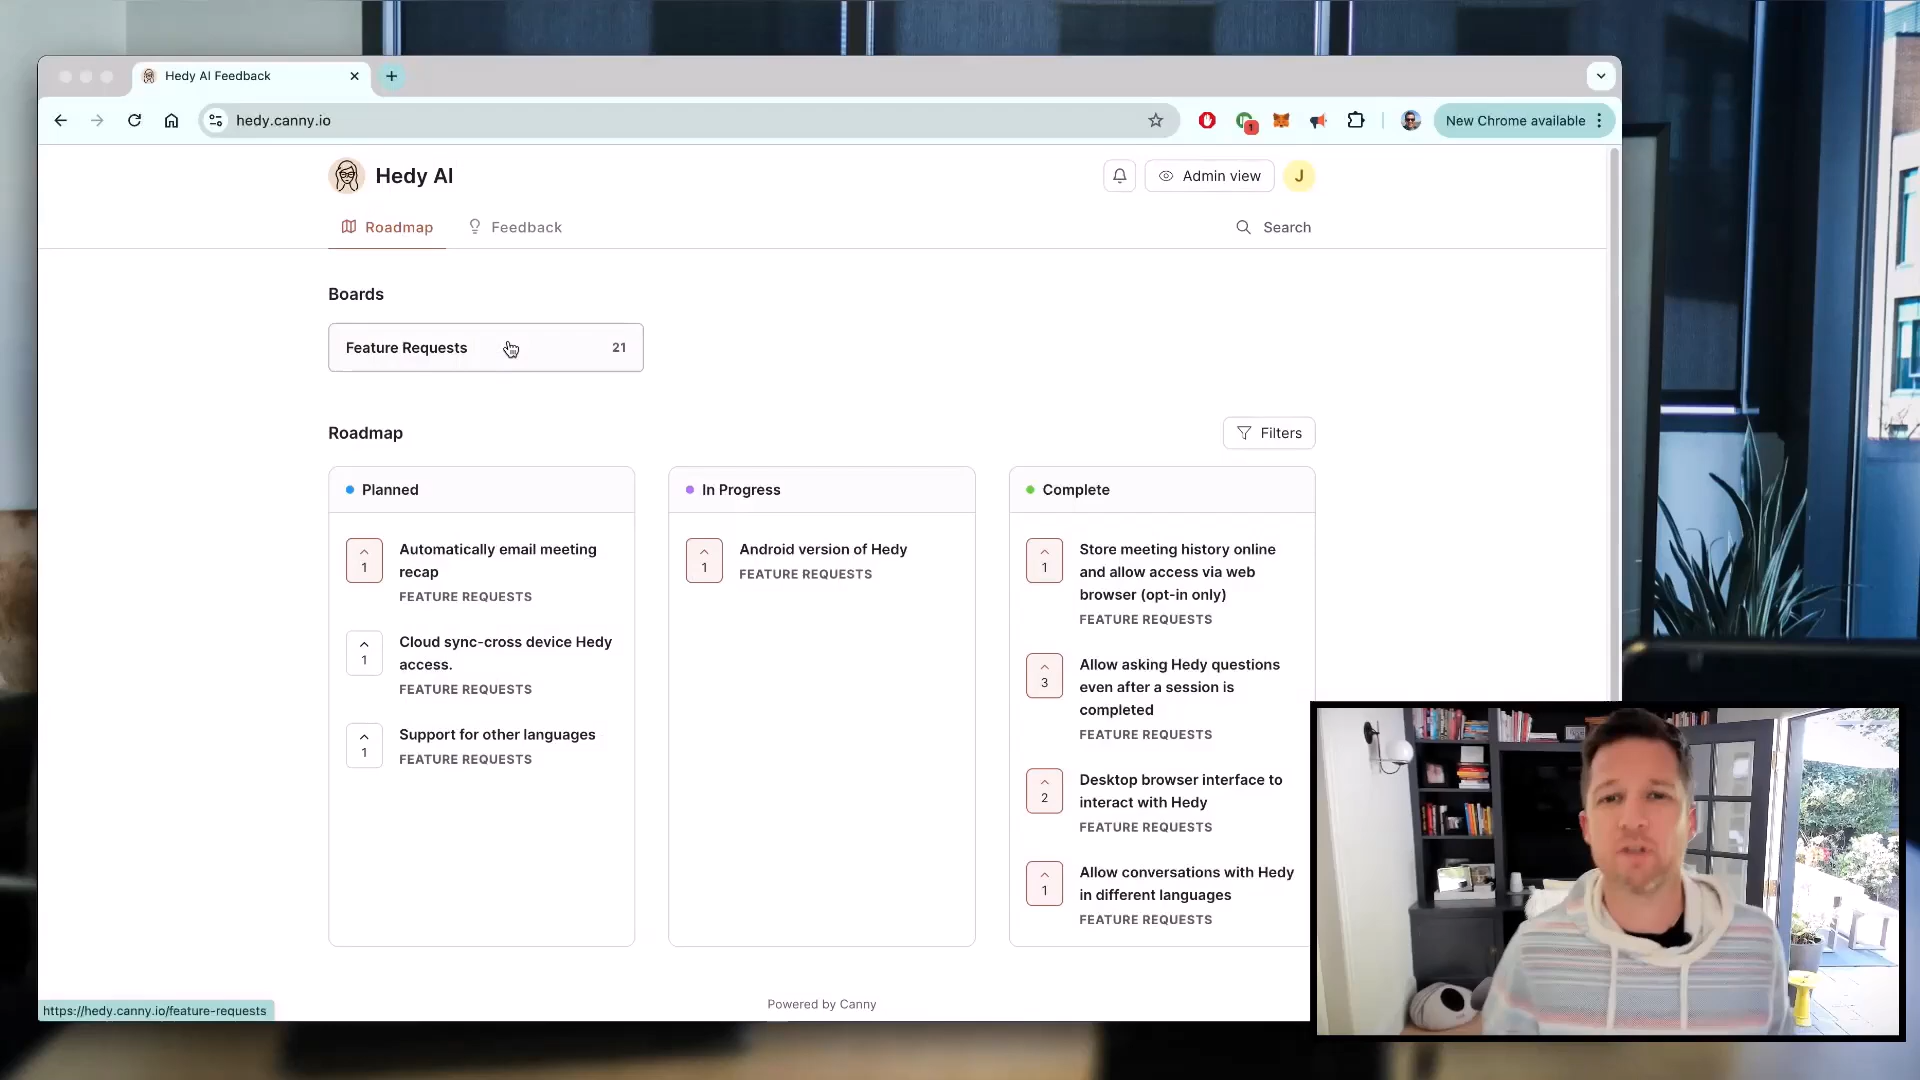 Hedy AI Feedback
hedy.canny.io
1
New Chrome available
Hedy AI
Admin view
J
Roadmap
Feedback
Search
Boards
Feature Requests
21
Roadmap
Filters
Planned
1
Automatically email meeting
recap
FEATURE REQUESTS
1
Cloud sync-cross device Hedy
access.
FEATURE REQUESTS
1
Support for other languages
FEATURE REQUESTS
In Progress
1
Android version of Hedy
FEATURE REQUESTS
Complete
1
Store meeting history online
and allow access via web
browser (opt-in only)
FEATURE REQUESTS
3
Allow asking Hedy questions
even after a session is
completed
FEATURE REQUESTS
2
Desktop browser interface to
interact with Hedy
FEATURE REQUESTS
1
Allow conversations with Hedy
in different languages
FEATURE REQUESTS
Powered by Canny
https://hedy.canny.io/feature-requests